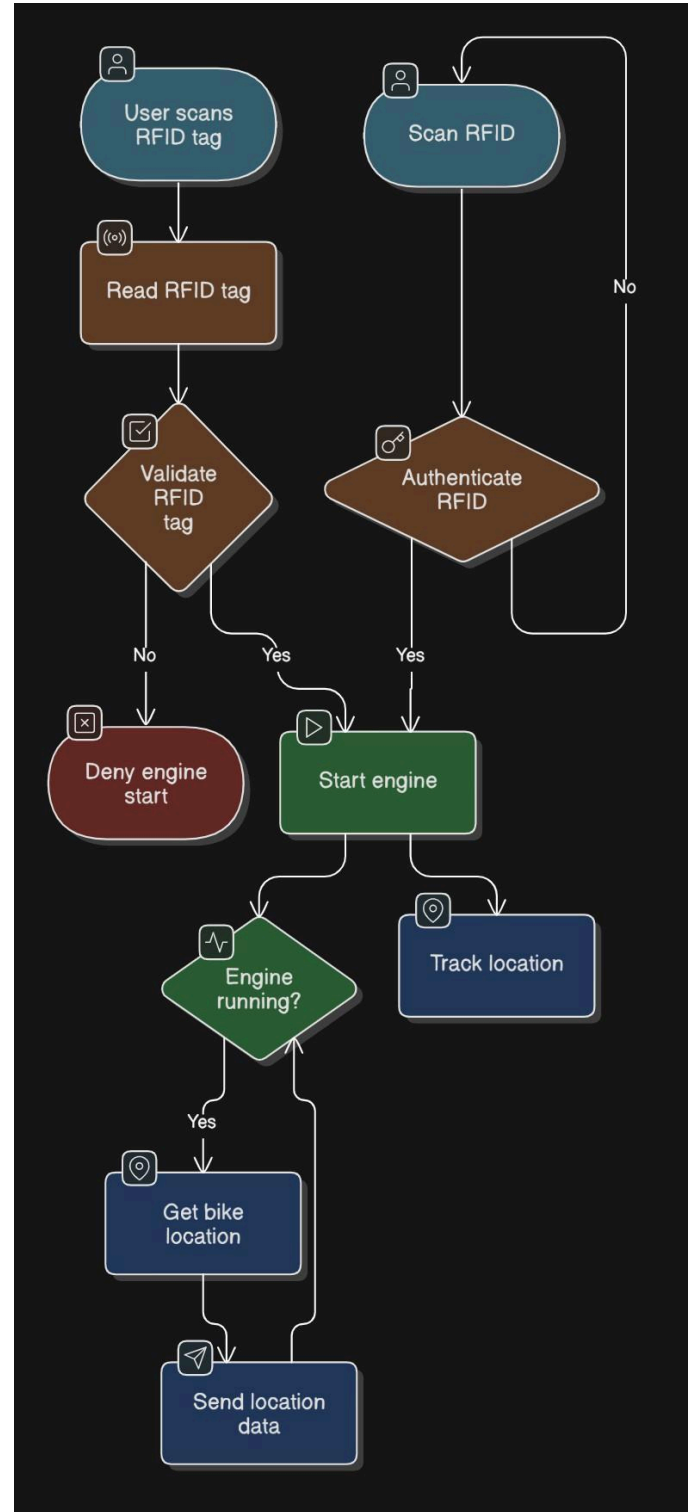 User scans
RFID tag
Scan RFID
Read RFID tag
No
Validate
RFID
tag
Authenticate
RFID
No
Yes
Yes
Deny engine
start
Start engine
Engine
running?
Track location
Yes
Get bike
location
Send location
data